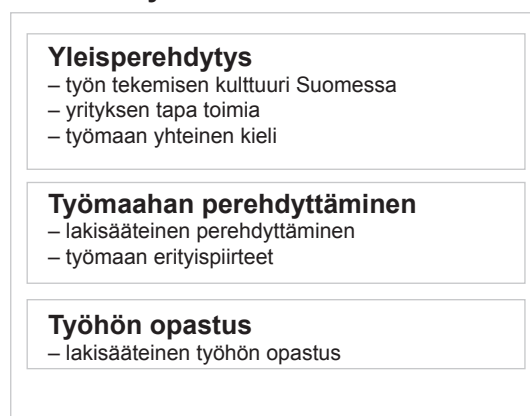 Yleisperehdytys
– työn tekemisen kulttuuri Suomessa
– yrityksen tapa toimia
– työmaan yhteinen kieli
Työmaahan perehdyttäminen
– lakisääteinen perehdyttäminen
– työmaan erityispiirteet
Työhön opastus
– lakisääteinen työhön opastus